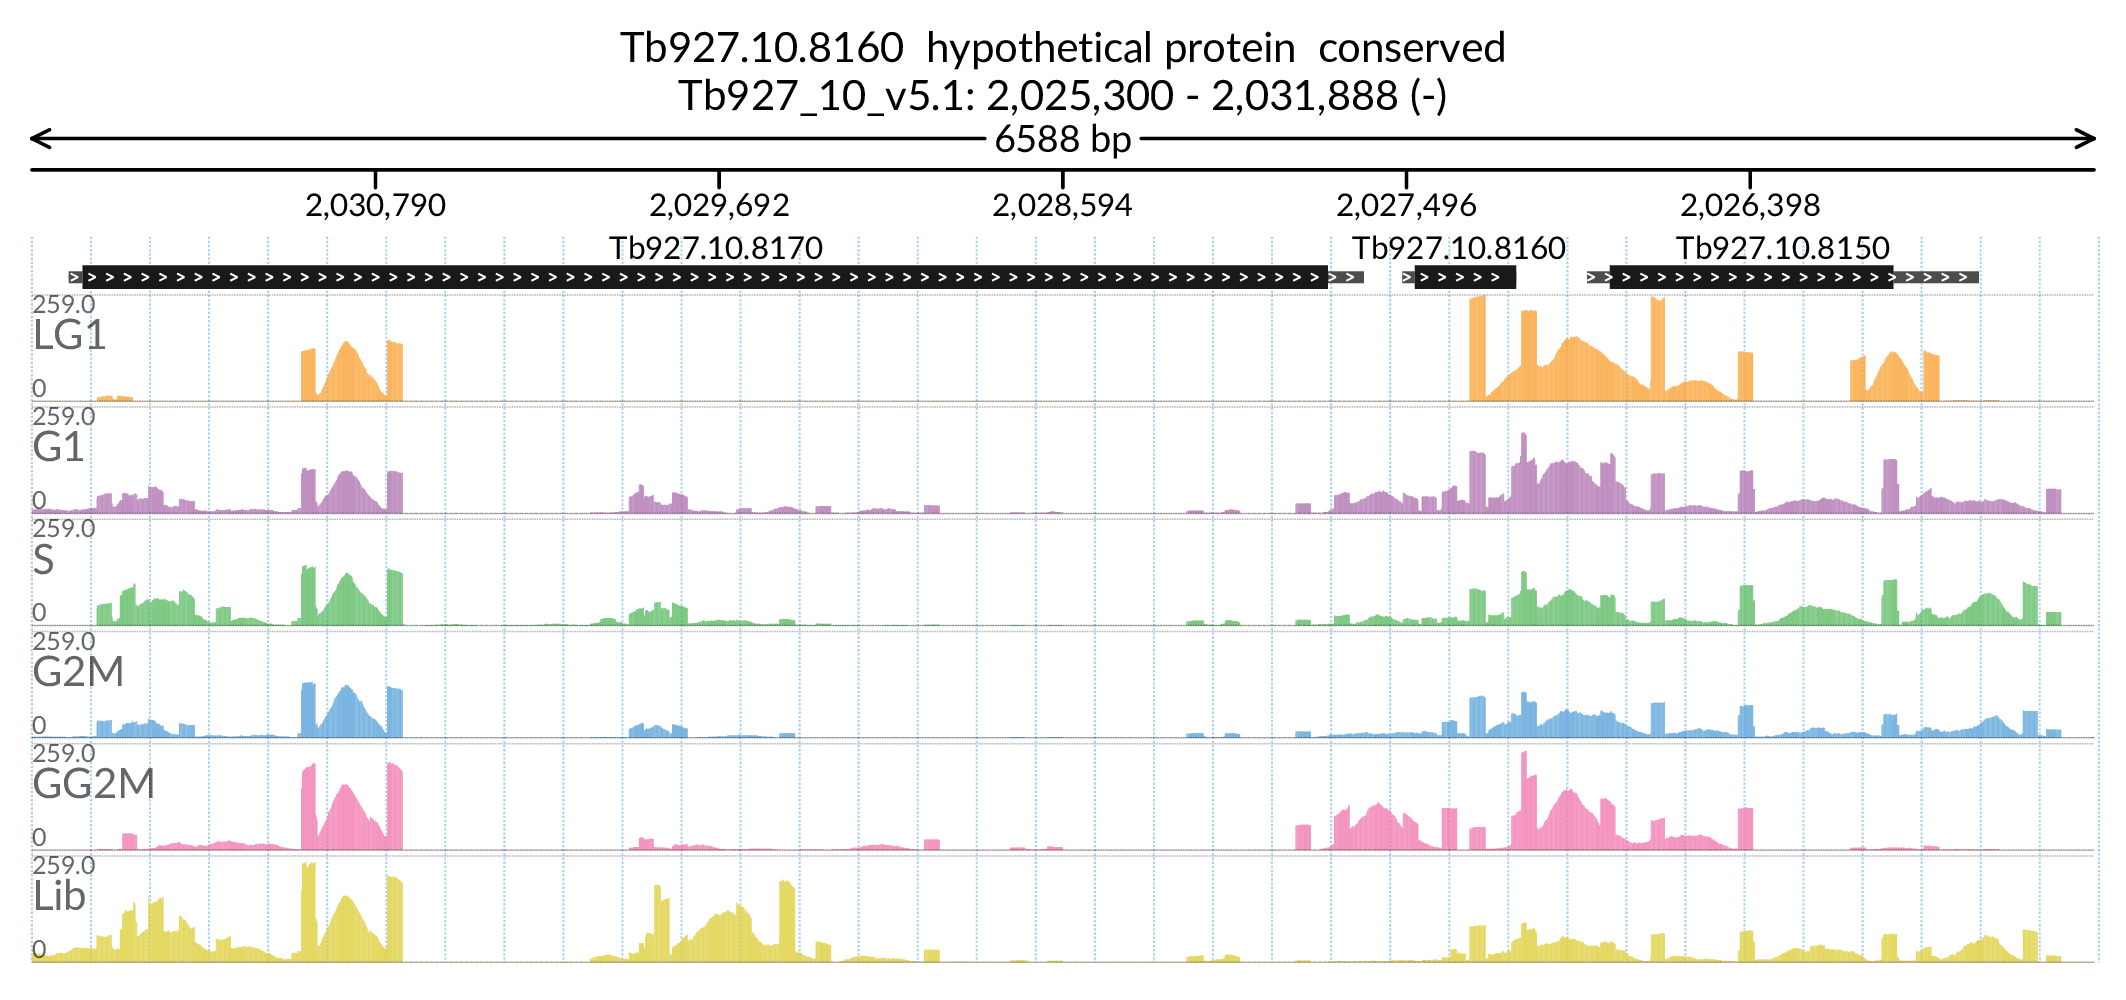 Tb927.10.8160  hypothetical protein  conserved
Tb927_10_v5.1: 2,025,300 - 2,031,888 (-)
6588 bp
2,030,790 2,029,692 2,028,594 2,027,496 2,026,398
Tb927.10.8170 Tb927.10.8160 Tb927.10.8150
259.0
LG1
0
259.0
G1
0
259.0
S
0
259.0
G2M
0
259.0
GG2M
0
259.0
Lib
0